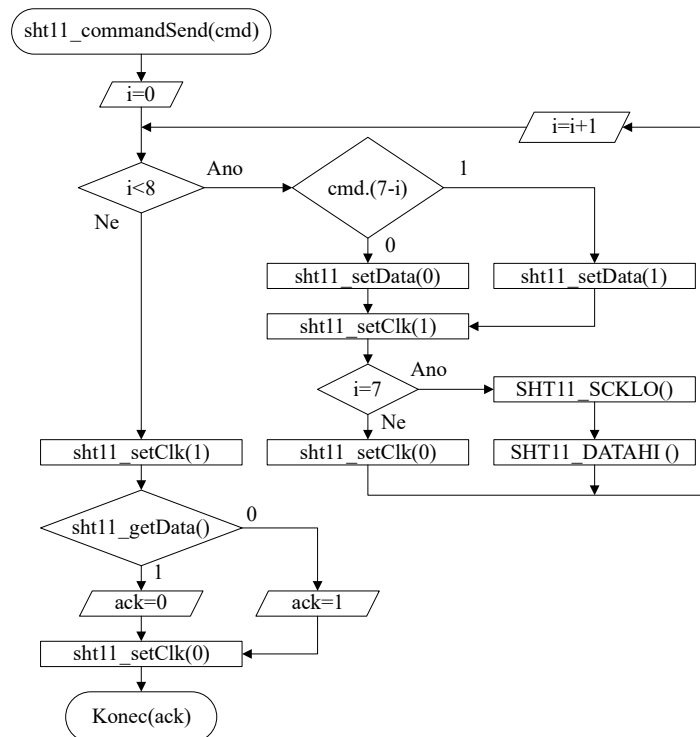 sht11_commandSend(cmd)
i=0
i=i+1
i<8
Ano
cmd.(7-i)
1
Ne
0
sht11_setData(0)
sht11_setData(1)
sht11_setClk(1)
i=7
Ano
SHT11_SCKLO()
Ne
sht11_setClk(1)
sht11_setClk(0)
SHT11_DATAHI ()
sht11_getData()
0
1
ack=0
ack=1
sht11_setClk(0)
Konec(ack)